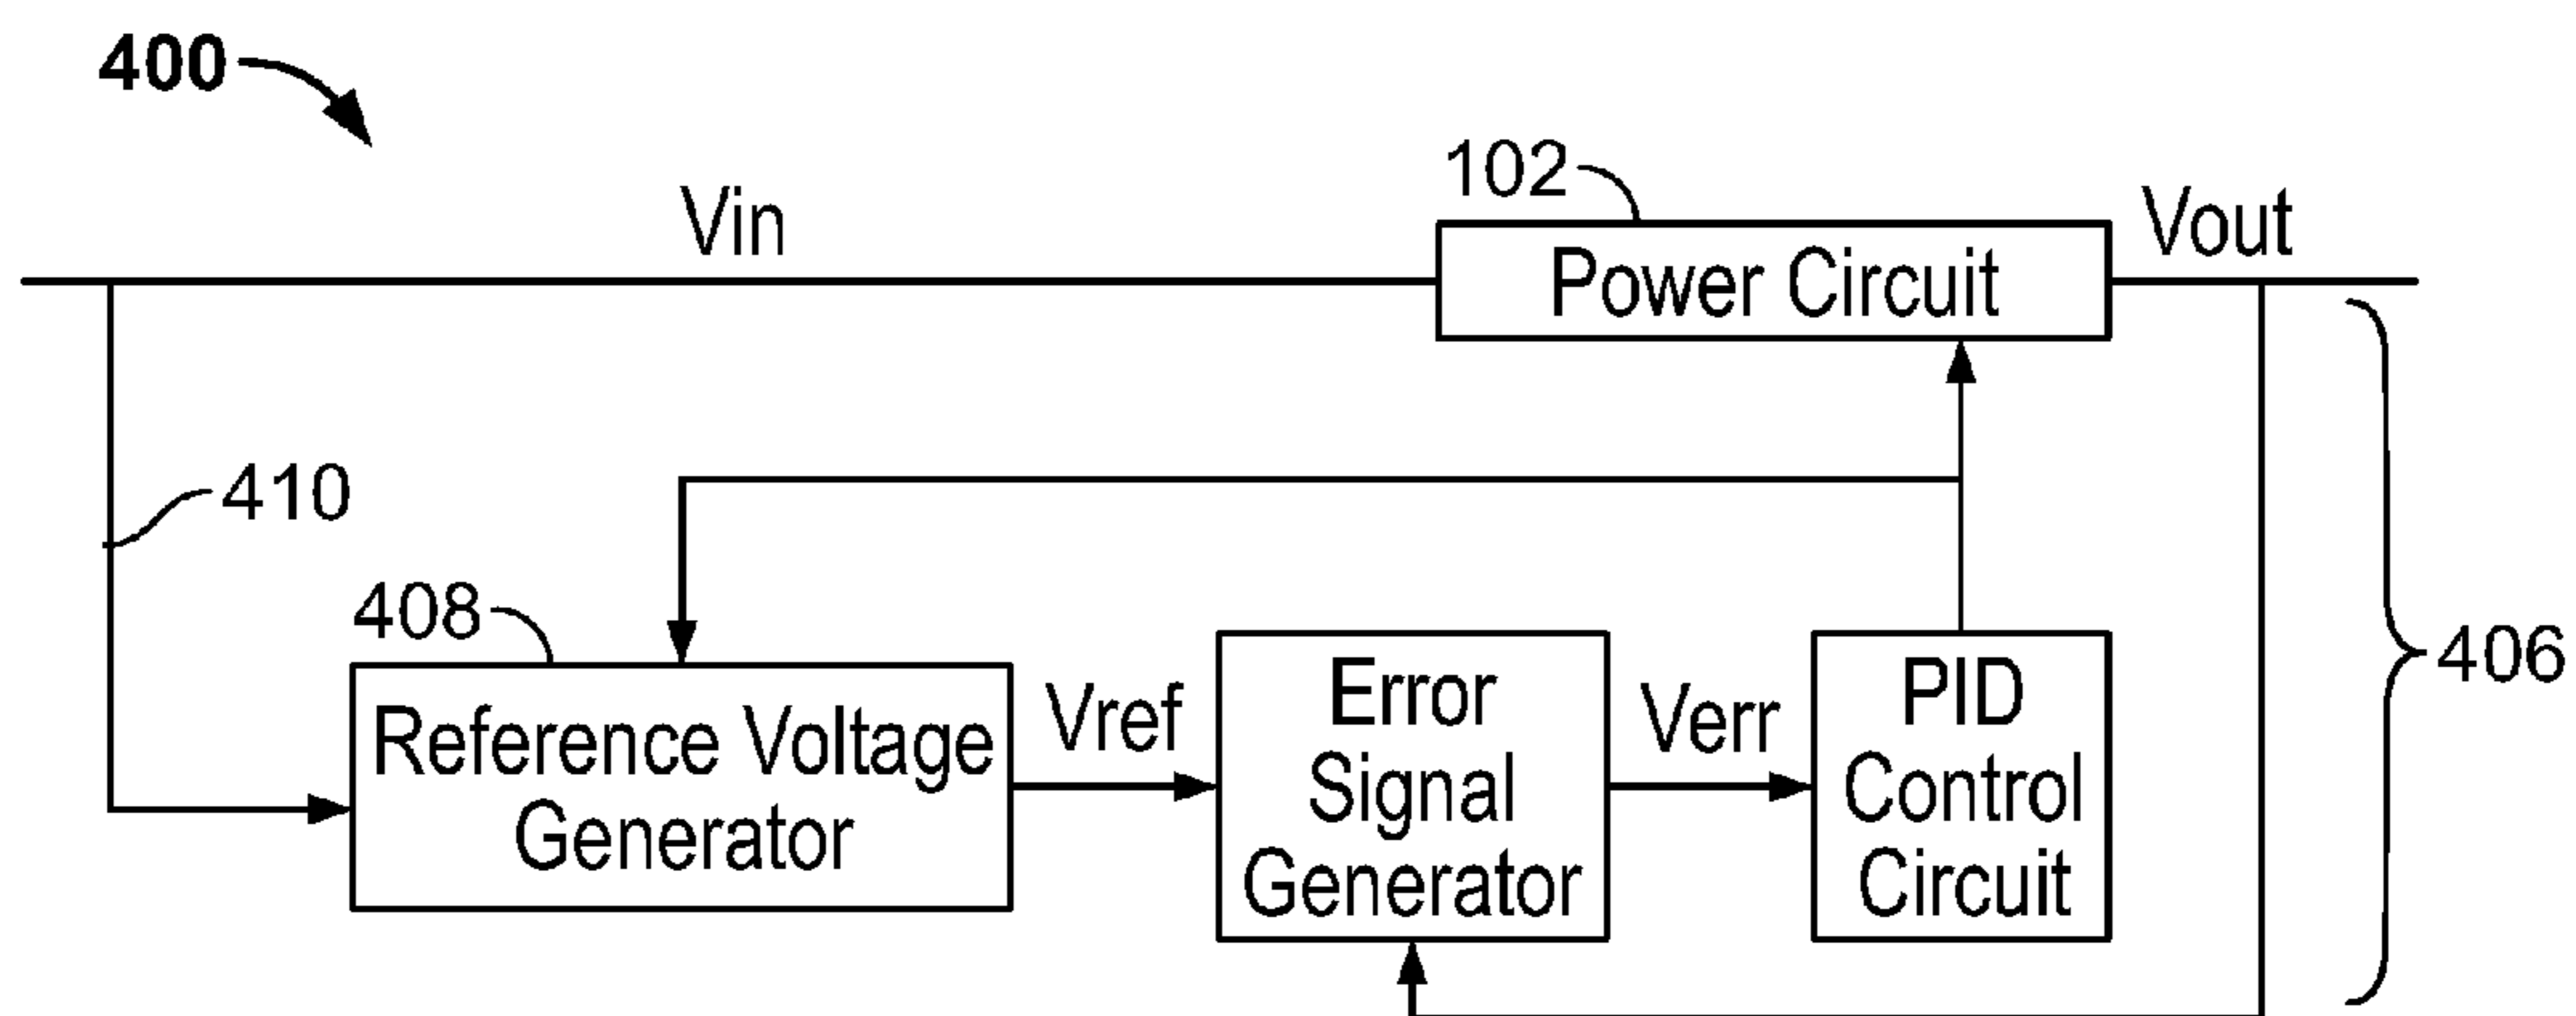 400
102
Vin
Vout
Power Circuit
410
408
406
Reference Voltage
Generator
Vref
Error
Signal
Generator
Verr
PID
Control
Circuit